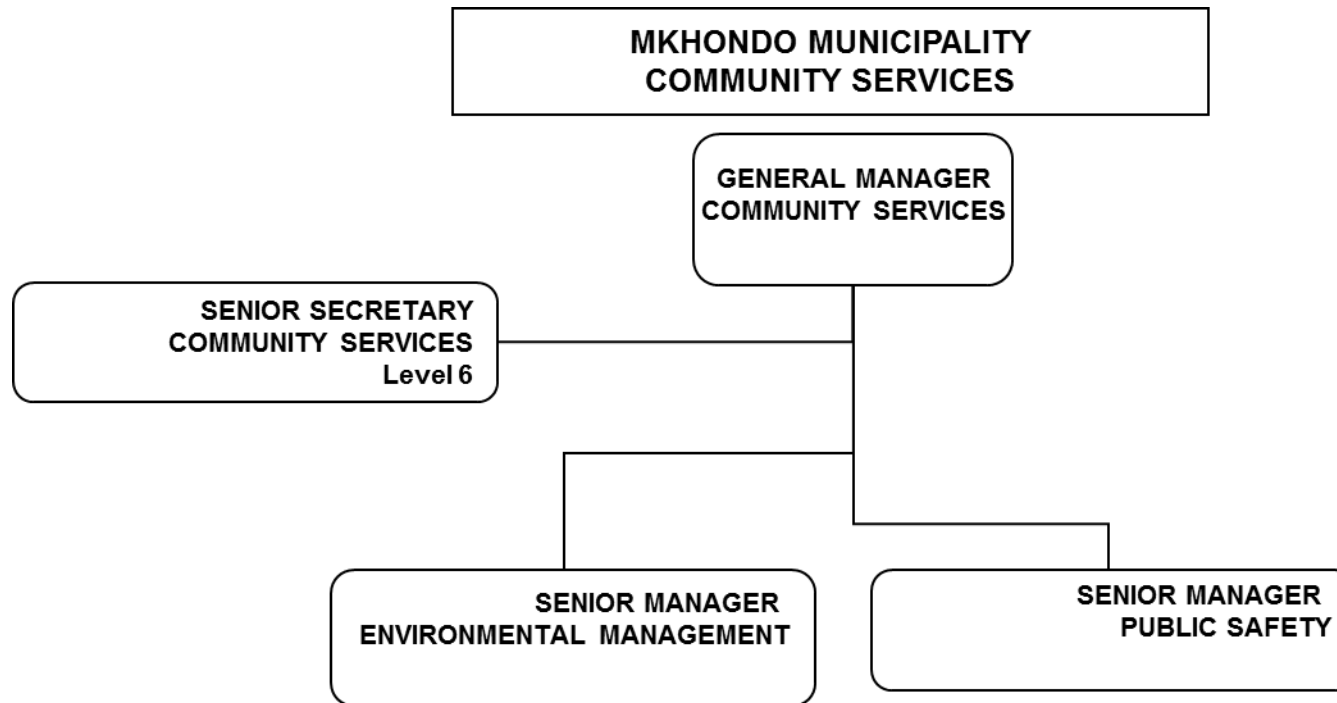 MKHONDO MUNICIPALITY
COMMUNITY SERVICES
GENERAL MANAGER
COMMUNITY SERVICES
SENIOR SECRETARY
COMMUNITY SERVICES
Level 6
SENIOR MANAGER
ENVIRONMENTAL MANAGEMENT
SENIOR MANAGER
PUBLIC SAFETY